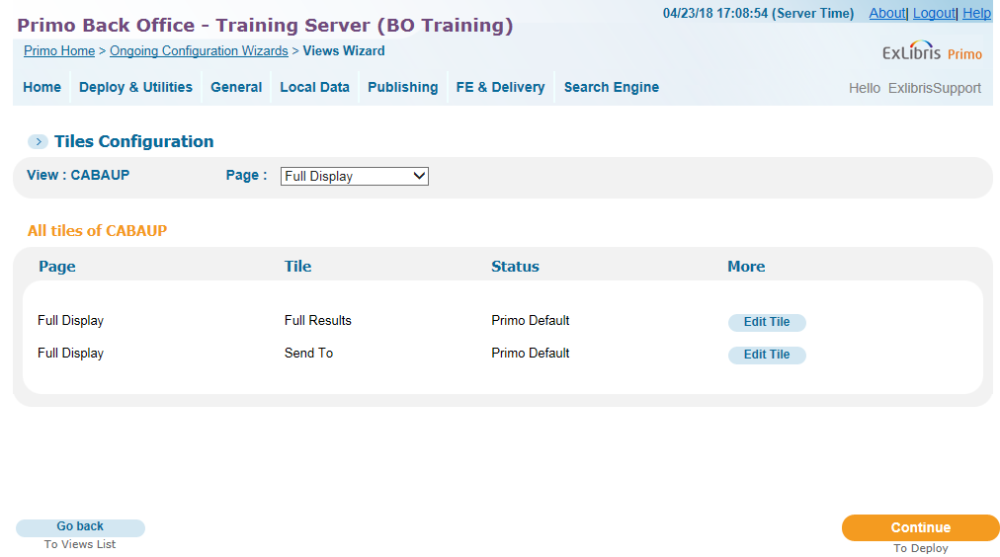 Primo Back Office - Training Server (BO Training)
04/23/18 17:08:54 (Server Time) About| Logout| Help
Primo Home > Ongoing Configuration Wizards > Views Wizard
ExLibris Primo
Home Deploy & Utilities General Local Data Publishing FE & Delivery Search Engine
Hello ExlibrisSupport
Tiles Configuration
View : CABAUP Page : Full Display
All tiles of CABAUP
Page Tile Status More
Full Display Full Results Primo Default Edit Tile
Full Display Send To Primo Default Edit Tile
Go back Continue
To Views List To Deploy